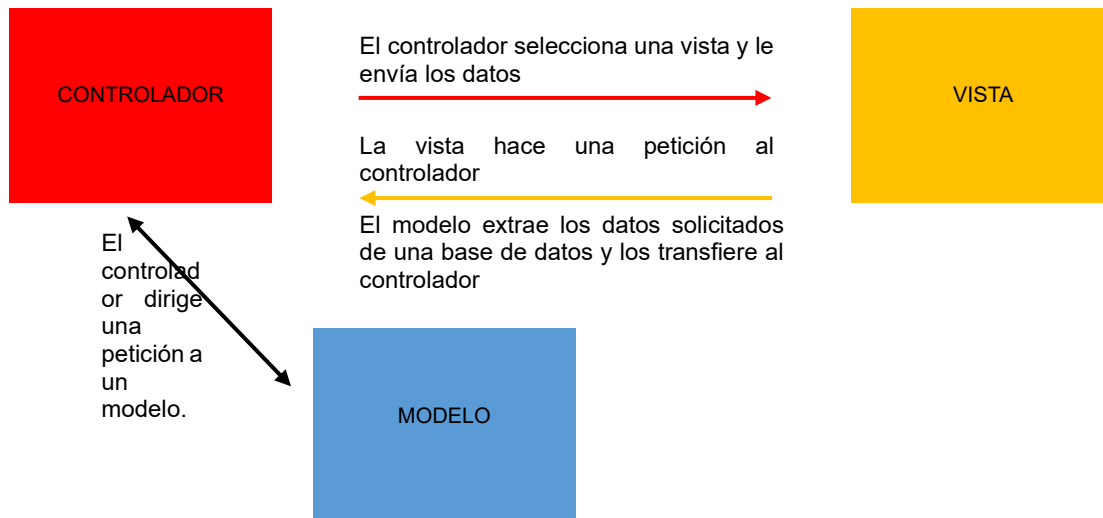 CONTROLADOR
El controlador selecciona una vista y le
envía los datos
VISTA
La vista hace una petición al
controlador
El modelo extrae los datos solicitados
de una base de datos y los transfiere al
controlador
El
controlad
or dirige
una
petición a
un
modelo.
MODELO